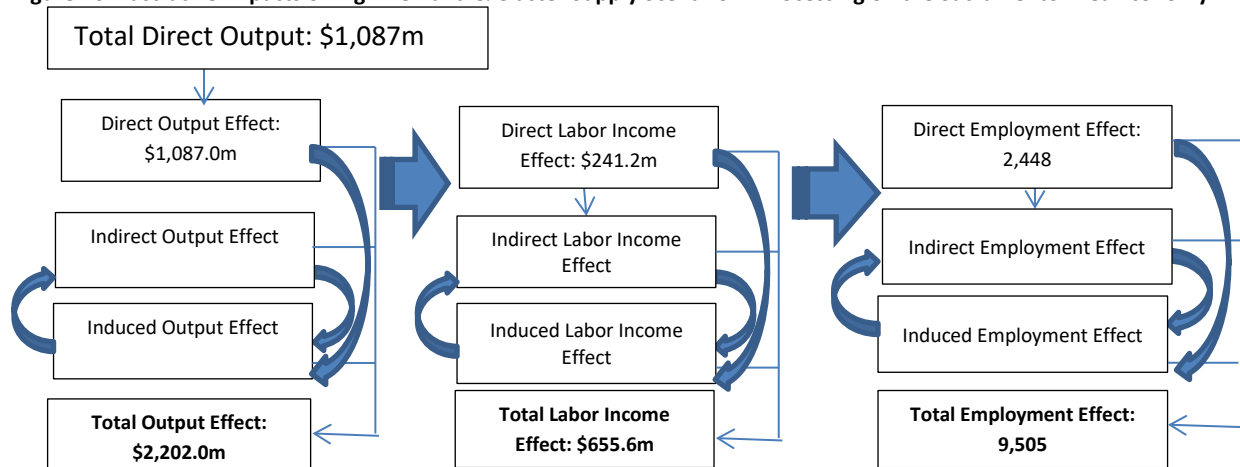 Total Direct Output: $1,087m
Direct Output Effect:
$1,087.0m
Indirect Output Effect
Induced Output Effect
Total Output Effect:
$2,202.0m
Direct Labor Income
Effect: $241.2m
Indirect Labor Income
Effect
Induced Labor Income
Effect
Total Labor Income
Effect: $655.6m
Direct Employment Effect:
2,448
Indirect Employment Effect
Induced Employment Effect
Total Employment Effect:
9,505